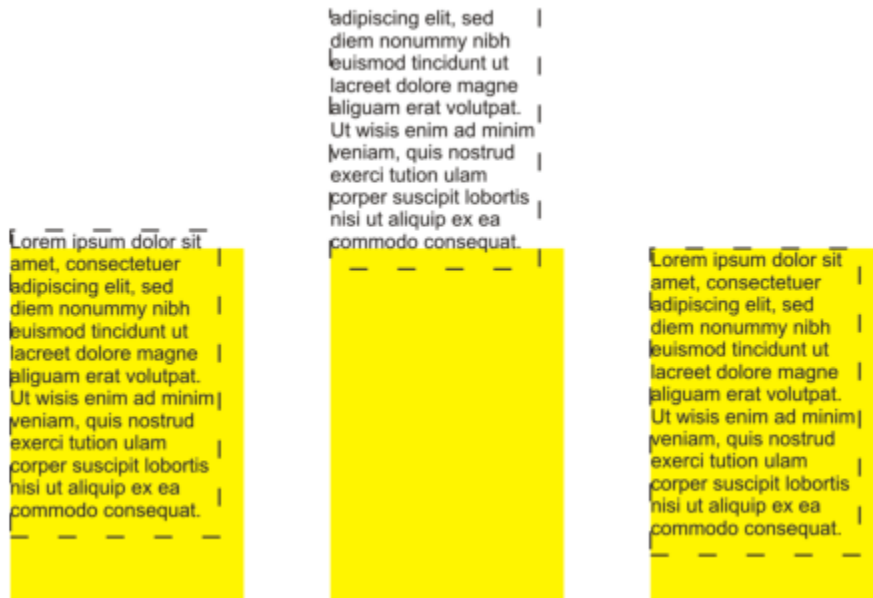 Lorem ipsum dolor sit
amet, consectetuer
adipiscing elit, sed
diem nonummy nibh
euismod tincidunt ut
lacreet dolore magne
aliguam erat volutpat.
Ut wisis enim ad minim
veniam, quis nostrud
exerci tution ulam
corper suscipit lobortis
nisi ut aliquip ex ea
commodo consequat.
adipiscing elit, sed
diem nonummy nibh
euismod tincidunt ut
lacreet dolore magne
aliguam erat volutpat.
Ut wisis enim ad minim
veniam, quis nostrud
exerci tution ulam
corper suscipit lobortis
nisi ut aliquip ex ea
commodo consequat.
Lorem ipsum dolor sit
amet, consectetuer
adipiscing elit, sed
diem nonummy nibh
euismod tincidunt ut
lacreet dolore magne
aliguam erat volutpat.
Ut wisis enim ad minim
veniam, quis nostrud
exerci tution ulam
corper suscipit lobortis
nisi ut aliquip ex ea
commodo consequat.